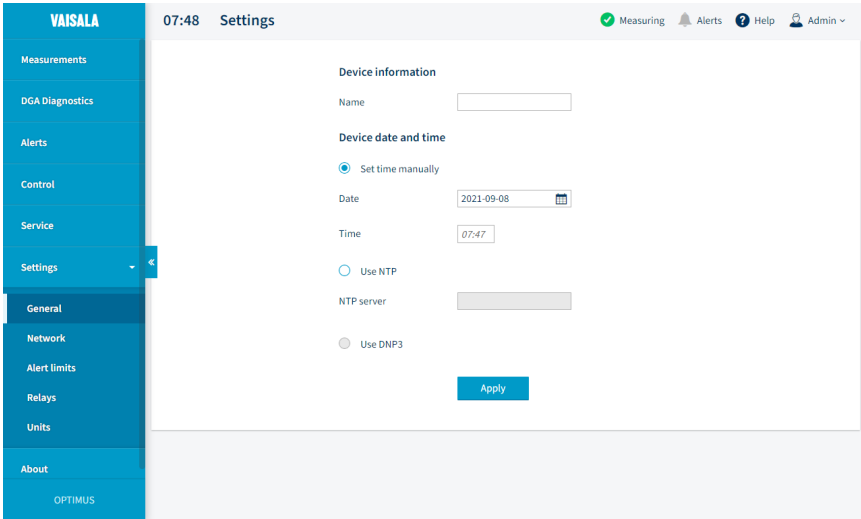 VAISALA
07:48 Settings
Measuring Alerts ? Help Admin
Measurements
DGA Diagnostics
Alerts
Control
Service
Settings
General
Network
Alert limits
Relays
Units
About
OPTIMUS
Device information
Name
Device date and time
Set time manually
Date 2021-09-08
Time 07:47
Use NTP
NTP server
Use DNP3
Apply